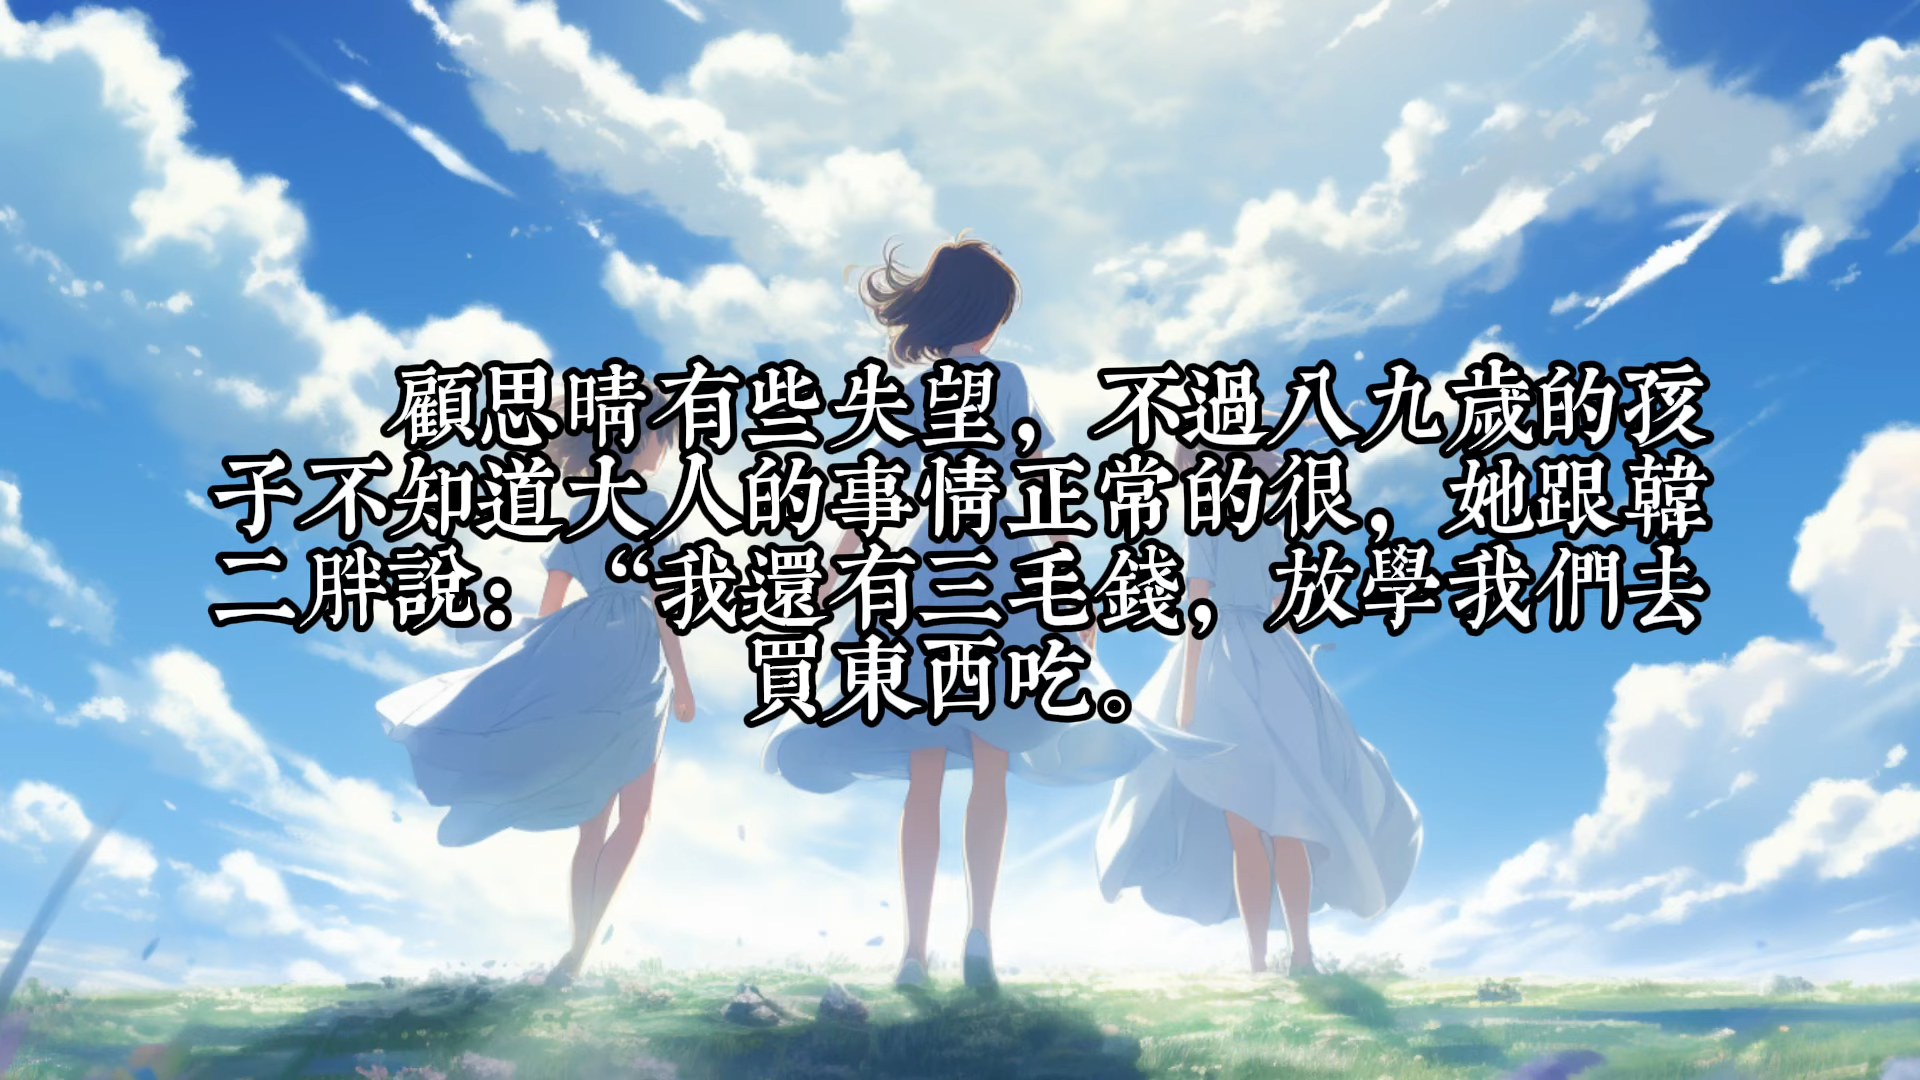 顧思晴有些失望，不過八九歲的孩
子不知道大人的事情正常的很，她跟韓
二胖說：“我還有三毛錢，放學我們去
買東西吃。